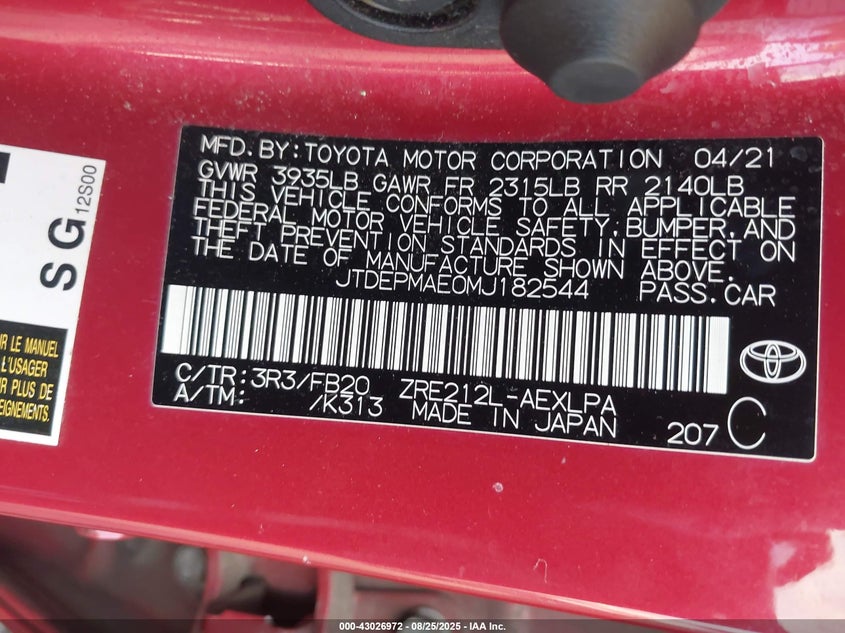 MFD.BY:TOYOTA MOTOR CORPORATION 04/21
GVWR 3935LB GAWR FR 2315LB RR 2140LB
THIS VEHICLE CONFORMS TO ALL APPLICABLE
FEDERAL MOTOR VEHICLE SAFETY,BUMPER,AND
THEFT PREVENTION STANDARDS IN EFFECT ON
THE DATE OF MANUFACTURE SHOWN ABOVE.
JTDEPMAE0MJ182544 PASS.CAR
C/TR:3R3/FB20 ZRE212L-AEXLPA
A/TM: /K313 MADE IN JAPAN
207 C
SG
12S00
LE MANUEL
L'USAGER
PLUS DE
000-43026972 - 08/25/2025 - IAA Inc.